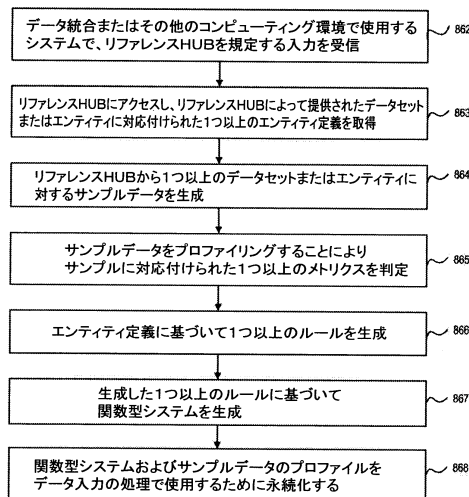 データ統合またはその他のコンピューティング環境で使用する
システムで、リファレンスHUBを規定する入力を受信
862
リファレンスHUBにアクセスし、リファレンスHUBによって提供されたデータセット
またはエンティティに対応付けられた1つ以上のエンティティ定義を取得
863
リファレンスHUBから1つ以上のデータセットまたはエンティティに
対するサンプルデータを生成
864
サンプルデータをプロファイリングすることにより
サンプルに対応付けられた1つ以上のメトリクスを判定
865
エンティティ定義に基づいて1つ以上のルールを生成
866
生成した1つ以上のルールに基づいて
関数型システムを生成
867
関数型システムおよびサンプルデータのプロファイルを
データ入力の処理で使用するために永続化する
868